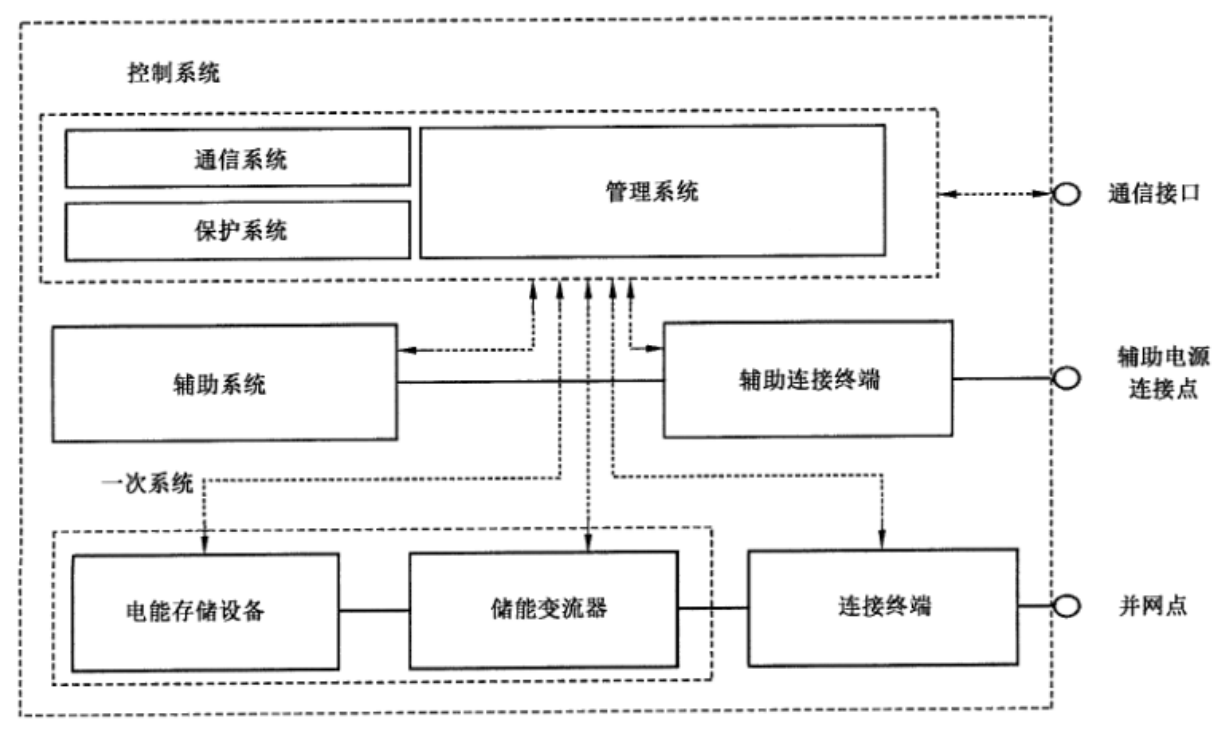 控制系统
通信系统
保护系统
管理系统
通信接口
辅助系统
辅助连接终端
辅助电源
连接点
一次系统
电能存储设备
储能变流器
连接终端
并网点